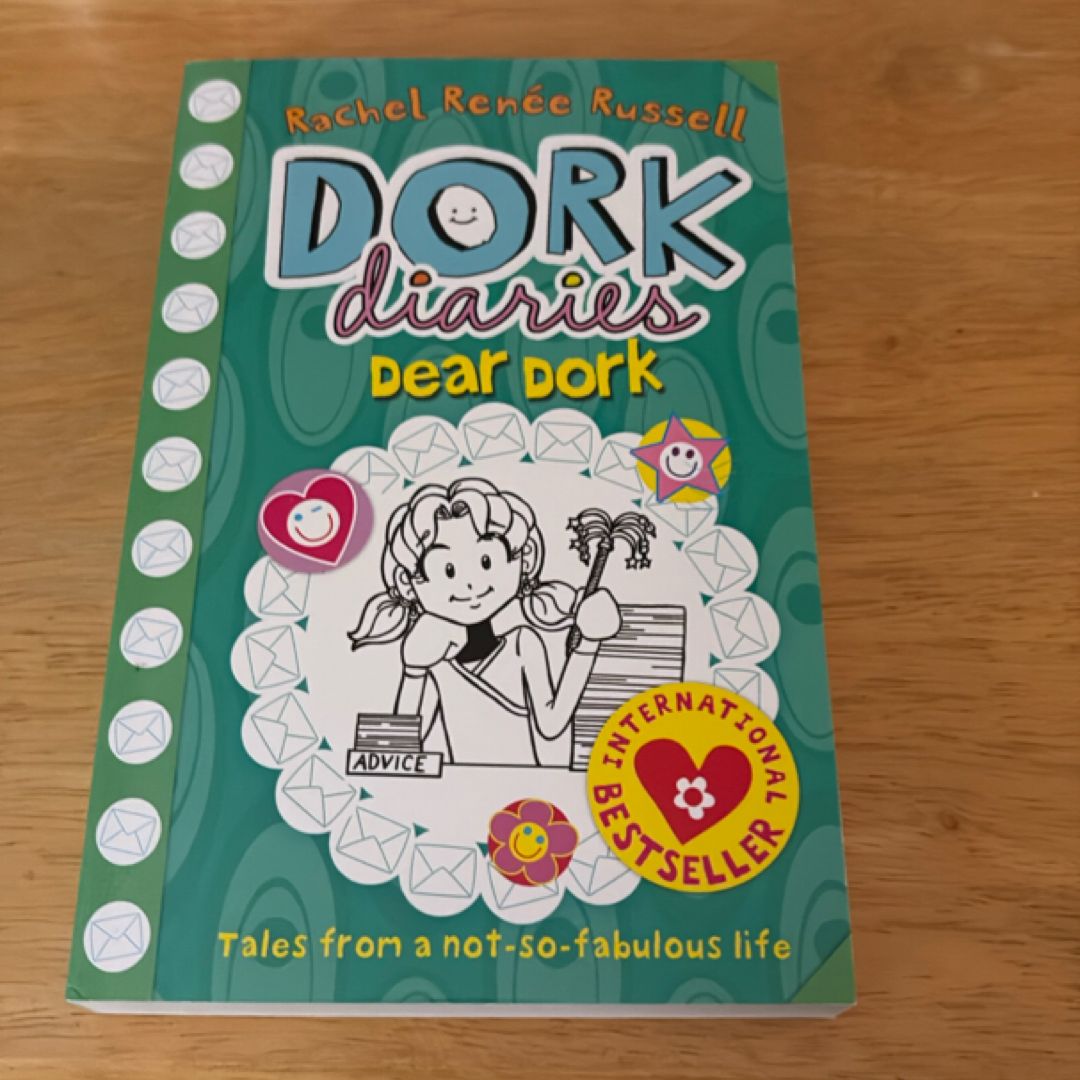 Rachel Renée Russell
DORK
diaries
Dear Dork
ADVICE
INTERNATIONAL
BESTSELLER
Tales from a not-so-fabulous life